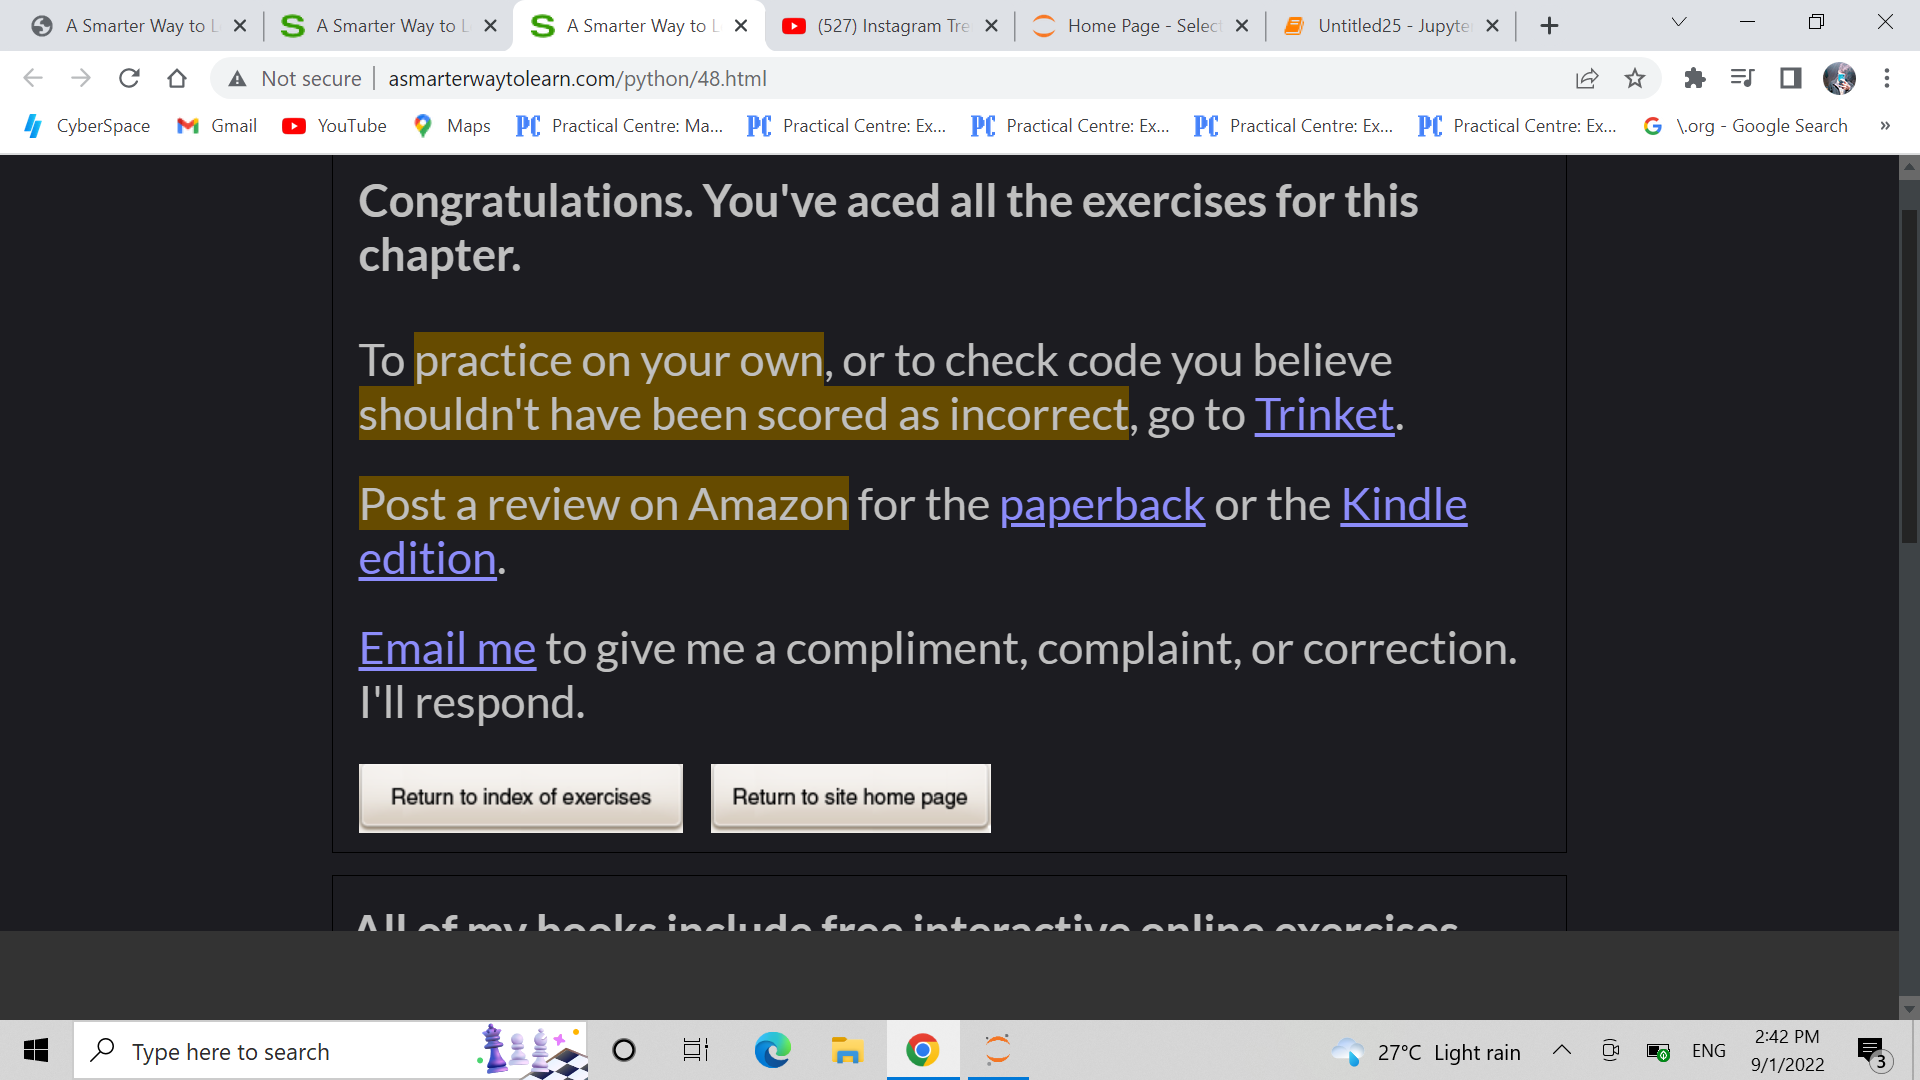 A Smarter Way to L
A Smarter Way to L
A Smarter Way to L
(527) Instagram Tre
Home Page - Select
Untitled25 - Jupyte
Not secure
asmarterwaytolearn.com/python/48.html
CyberSpace
Gmail
YouTube
Maps
PC Practical Centre: Ma...
PC Practical Centre: Ex...
PC Practical Centre: Ex...
PC Practical Centre: Ex...
PC Practical Centre: Ex...
\.org - Google Search
»
Congratulations. You've aced all the exercises for this
chapter.
To practice on your own, or to check code you believe
shouldn't have been scored as incorrect, go to Trinket.
Post a review on Amazon for the paperback or the Kindle
edition.
Email me to give me a compliment, complaint, or correction.
I'll respond.
Return to index of exercises
Return to site home page
All of my books include free interactive online exercises
Type here to search
27°C Light rain
ENG
2:42 PM
9/1/2022
3